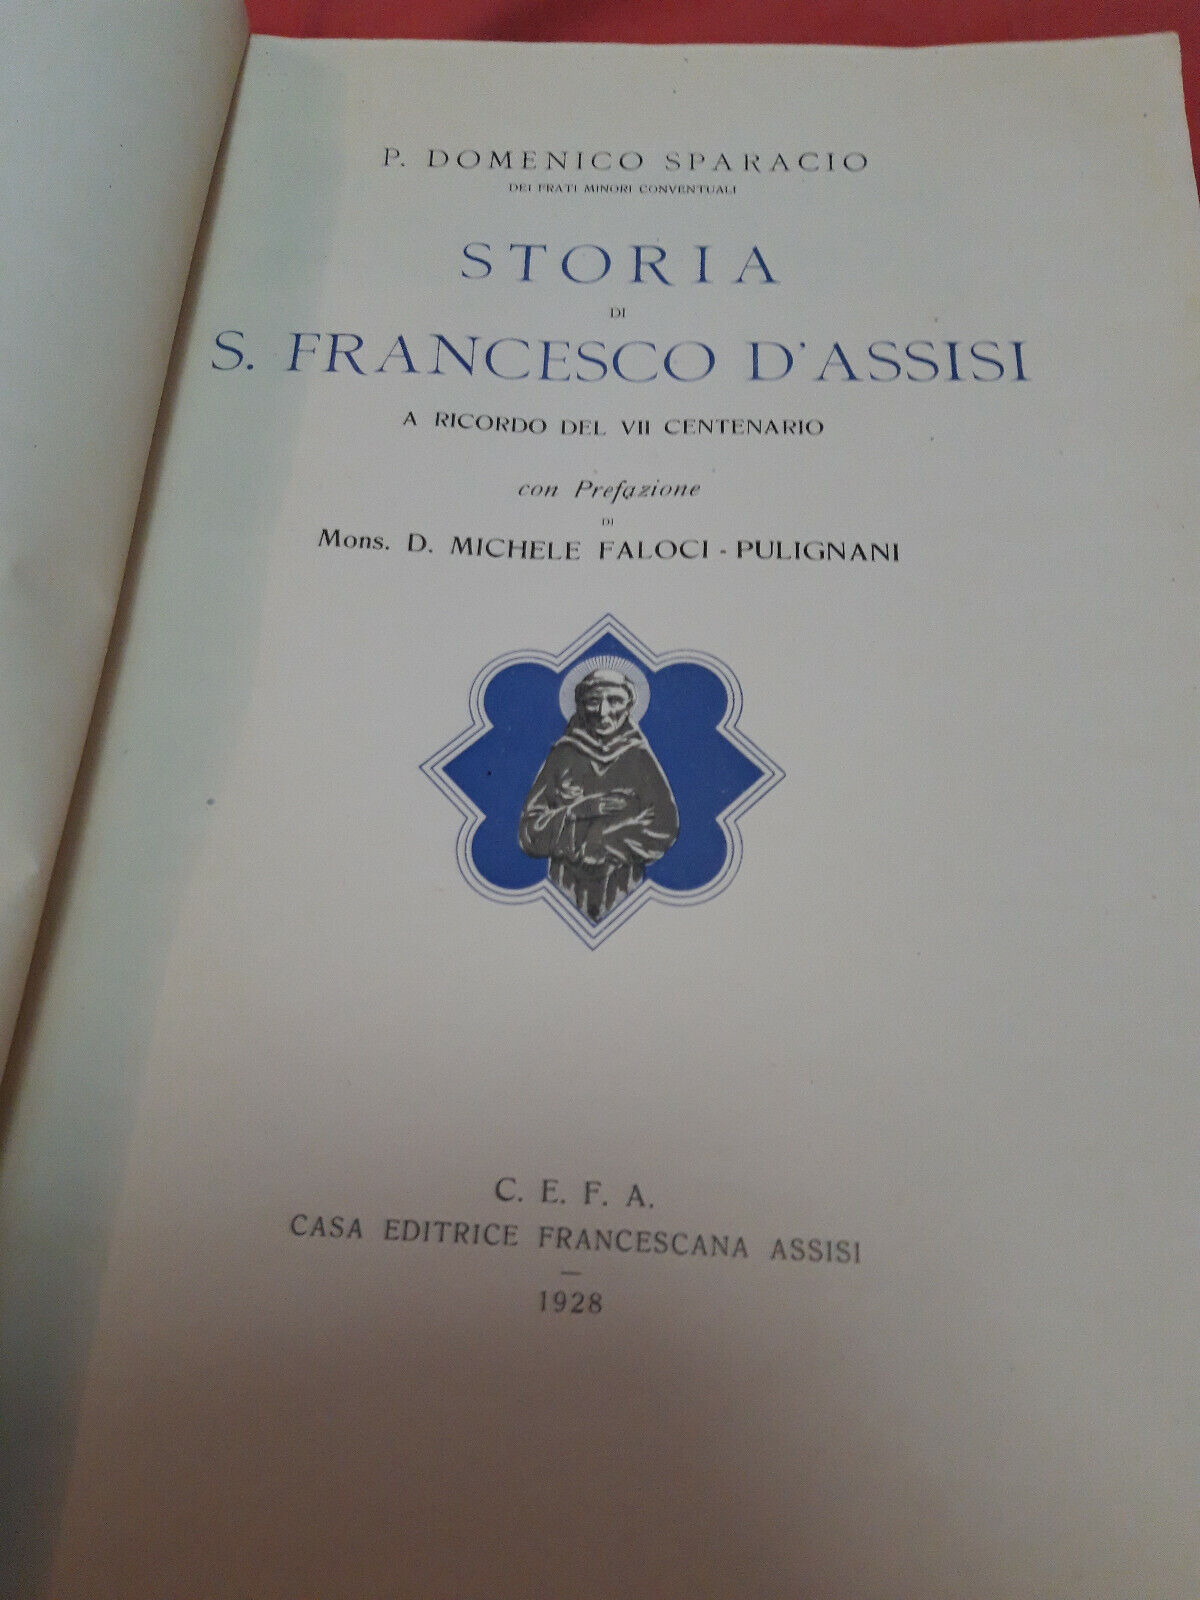 P. DOMENICO SPARACIO
DEI FRATI MINORI CONVENTUALI
STORIA
DI
S. FRANCESCO D'ASSISI
A RICORDO DEL VII CENTENARIO
con Prefazione
DI
Mons. D. MICHELE FALOCI - PULIGNANI
C. E. F. A.
CASA EDITRICE FRANCESCANA ASSISI
—
1928